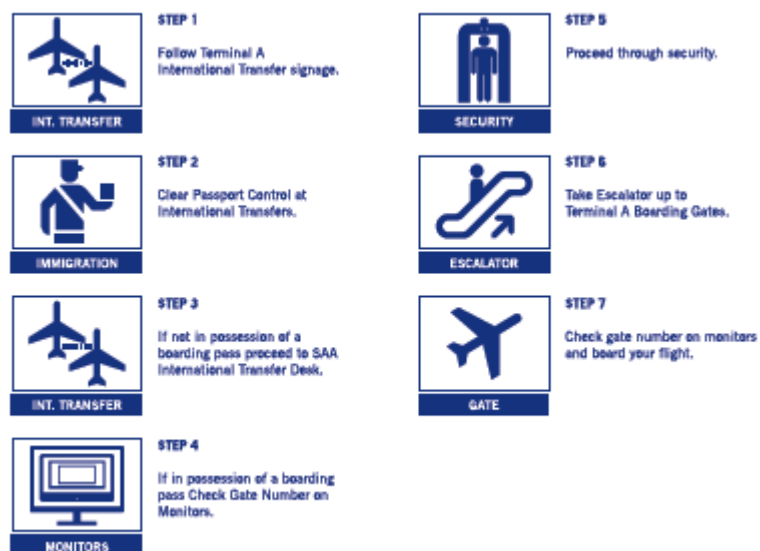 STEP 1
Follow Terminal A
International Transfer signage.
INT. TRANSFER
STEP 2
Clear Passport Control at
International Transfers.
IMMIGRATION
STEP 3
If not in possession of a
boarding pass proceed to SAA
International Transfer Desk.
INT. TRANSFER
STEP 4
If in possession of a boarding
pass Check Gate Number on
Monitors.
MONITORS
STEP 5
Proceed through security.
SECURITY
STEP 6
Take Escalator up to
Terminal A Boarding Gates.
ESCALATOR
STEP 7
Check gate number on monitors
and board your flight.
GATE